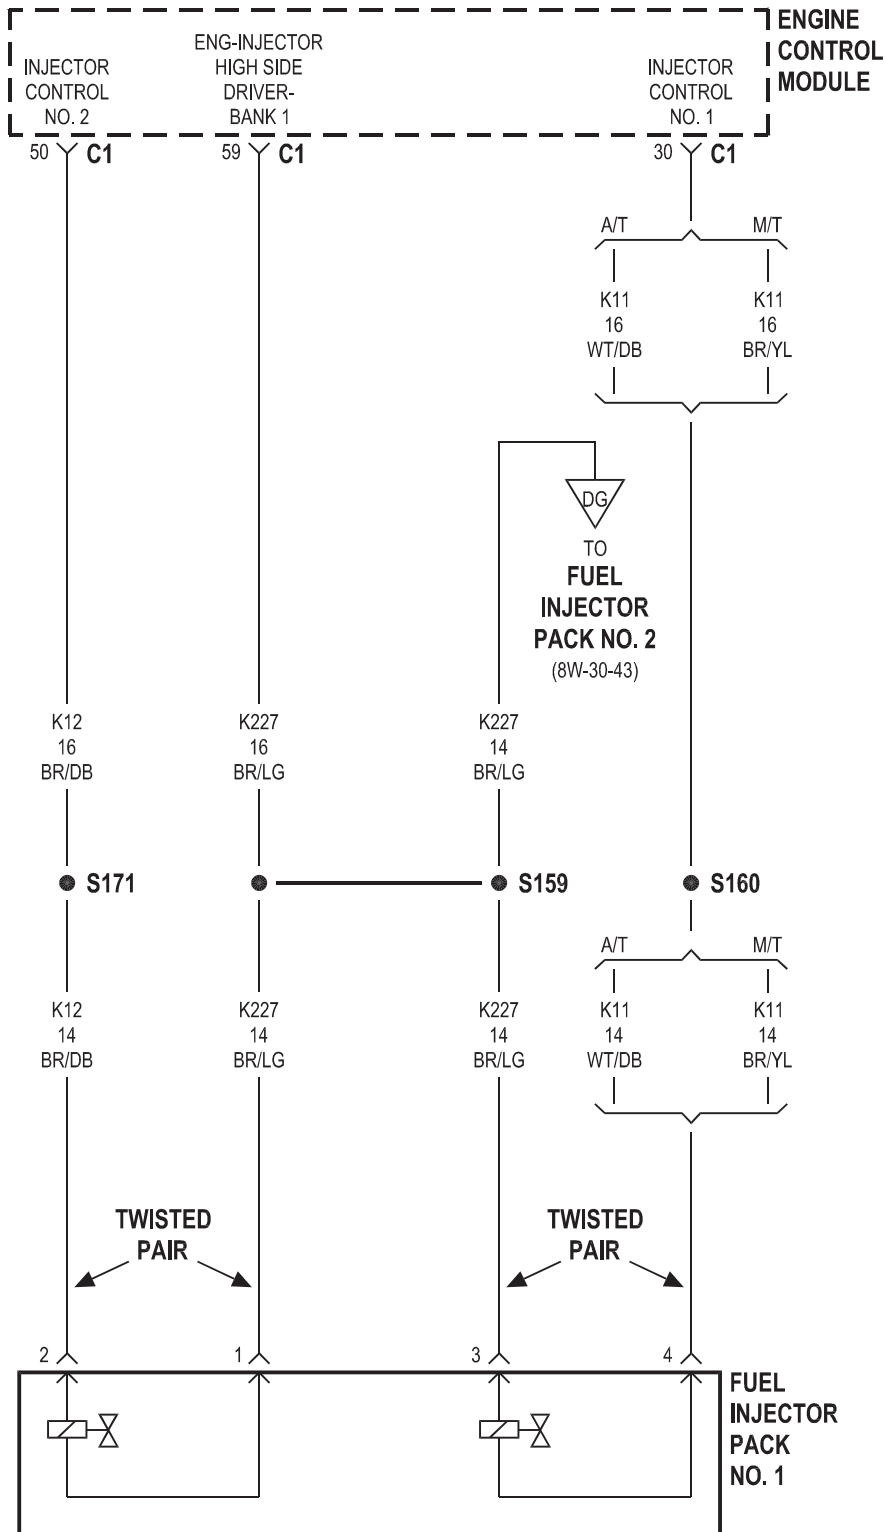 ENGINE
CONTROL
MODULE
INJECTOR
CONTROL
NO. 2
ENG-INJECTOR
HIGH SIDE
DRIVER-
BANK 1
INJECTOR
CONTROL
NO. 1
50 C1
59 C1
30 C1
A/T
M/T
K11
16
WT/DB
K11
16
BR/YL
DG
TO
FUEL
INJECTOR
PACK NO. 2
(8W-30-43)
K12
16
BR/DB
K227
16
BR/LG
K227
14
BR/LG
S171
S159
S160
A/T
M/T
K12
14
BR/DB
K227
14
BR/LG
K227
14
BR/LG
K11
14
WT/DB
K11
14
BR/YL
TWISTED
PAIR
TWISTED
PAIR
2
1
3
4
FUEL
INJECTOR
PACK
NO. 1